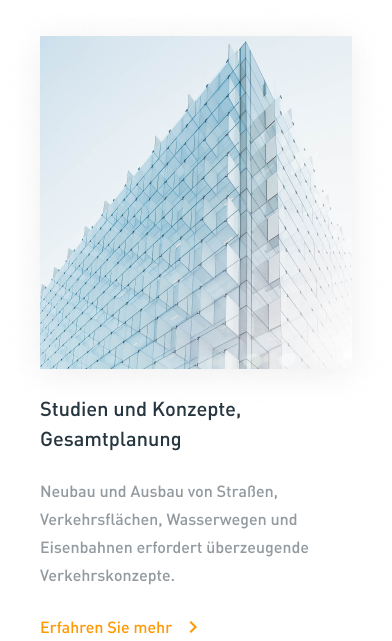 Studien und Konzepte,
Gesamtplanung
Neubau und Ausbau von Straßen,
Verkehrsflächen, Wasserwegen und
Eisenbahnen erfordert überzeugende
Verkehrskonzepte.
Erfahren Sie mehr